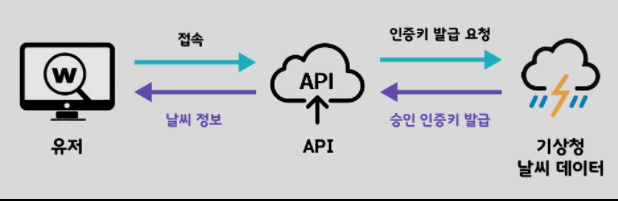 접속
인증키 발급 요청
W
API
날씨 정보
승인 인증키 발급
유저
API
기상청
날씨 데이터